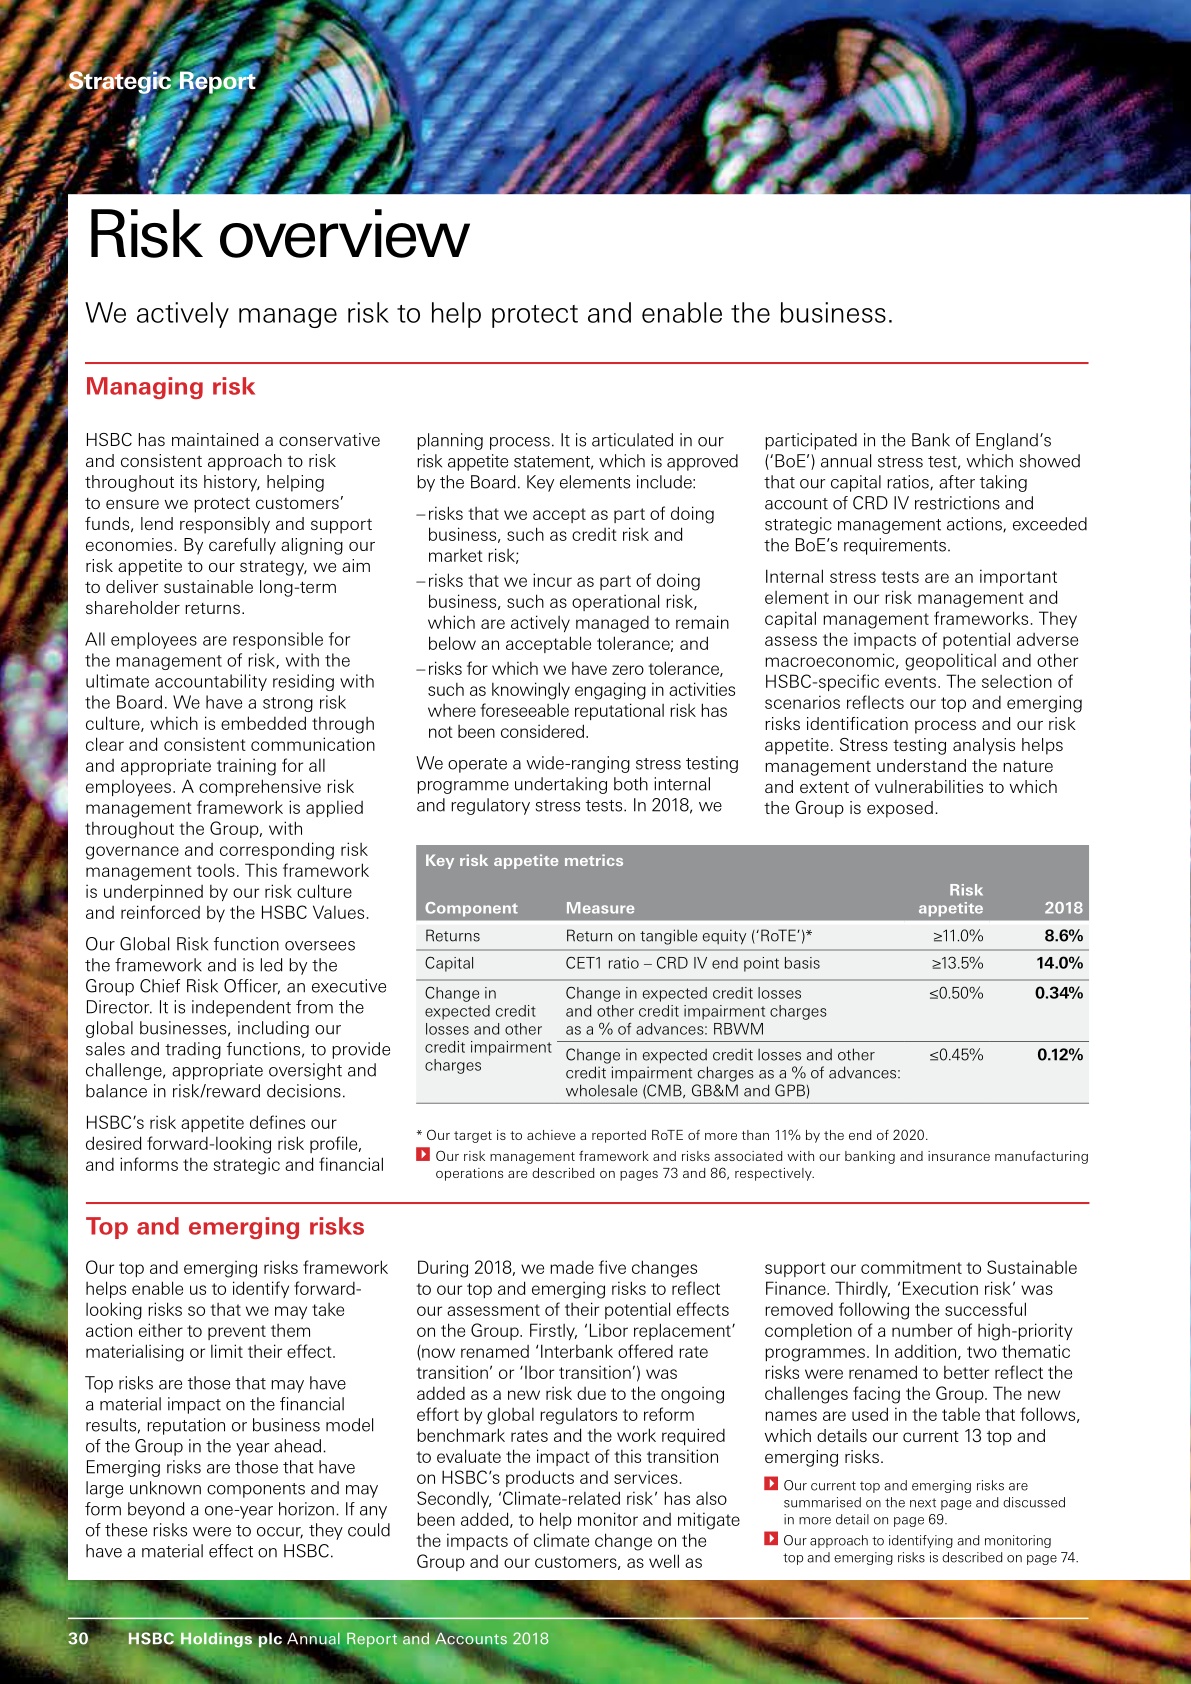 Strategic Report
Risk overview
We actively manage risk to help protect and enable the business.
Managing risk
HSBC has maintained a conservative
and consistent approach to risk
throughout its history, helping
to ensure we protect customers’
funds, lend responsibly and support
economies. By carefully aligning our
risk appetite to our strategy, we aim
to deliver sustainable long-term
shareholder returns.
All employees are responsible for
the management of risk, with the
ultimate accountability residing with
the Board. We have a strong risk
culture, which is embedded through
clear and consistent communication
and appropriate training for all
employees. A comprehensive risk
management framework is applied
throughout the Group, with
governance and corresponding risk
management tools. This framework
is underpinned by our risk culture
and reinforced by the HSBC Values.
Our Global Risk function oversees
the framework and is led by the
Group Chief Risk Officer, an executive
Director. It is independent from the
global businesses, including our
sales and trading functions, to provide
challenge, appropriate oversight and
balance in risk/reward decisions.
HSBC’s risk appetite defines our
desired forward-looking risk profile,
and informs the strategic and financial
planning process. It is articulated in our
risk appetite statement, which is approved
by the Board. Key elements include:
– risks that we accept as part of doing
business, such as credit risk and
market risk;
– risks that we incur as part of doing
business, such as operational risk,
which are actively managed to remain
below an acceptable tolerance; and
– risks for which we have zero tolerance,
such as knowingly engaging in activities
where foreseeable reputational risk has
not been considered.
We operate a wide-ranging stress testing
programme undertaking both internal
and regulatory stress tests. In 2018, we
participated in the Bank of England’s
(‘BoE’) annual stress test, which showed
that our capital ratios, after taking
account of CRD IV restrictions and
strategic management actions, exceeded
the BoE’s requirements.
Internal stress tests are an important
element in our risk management and
capital management frameworks. They
assess the impacts of potential adverse
macroeconomic, geopolitical and other
HSBC-specific events. The selection of
scenarios reflects our top and emerging
risks identification process and our risk
appetite. Stress testing analysis helps
management understand the nature
and extent of vulnerabilities to which
the Group is exposed.
Key risk appetite metrics
Component Measure Risk appetite 2018
Returns Return on tangible equity (‘RoTE’)* ≥11.0% 8.6%
Capital CET1 ratio – CRD IV end point basis ≥13.5% 14.0%
Change in
expected credit
losses and other
credit impairment
charges
Change in expected credit losses ≤0.50% 0.34%
and other credit impairment charges
as a % of advances: RBWM
Change in expected credit losses and other ≤0.45% 0.12%
credit impairment charges as a % of advances:
wholesale (CMB, GB&M and GPB)
* Our target is to achieve a reported RoTE of more than 11% by the end of 2020.
Our risk management framework and risks associated with our banking and insurance manufacturing
operations are described on pages 73 and 86, respectively.
Top and emerging risks
Our top and emerging risks framework
helps enable us to identify forward-
looking risks so that we may take
action either to prevent them
materialising or limit their effect.
Top risks are those that may have
a material impact on the financial
results, reputation or business model
of the Group in the year ahead.
Emerging risks are those that have
large unknown components and may
form beyond a one-year horizon. If any
of these risks were to occur, they could
have a material effect on HSBC.
During 2018, we made five changes
to our top and emerging risks to reflect
our assessment of their potential effects
on the Group. Firstly, ‘Libor replacement’
(now renamed ‘Interbank offered rate
transition’ or ‘Ibor transition’) was
added as a new risk due to the ongoing
effort by global regulators to reform
benchmark rates and the work required
to evaluate the impact of this transition
on HSBC’s products and services.
Secondly, ‘Climate-related risk’ has also
been added, to help monitor and mitigate
the impacts of climate change on the
Group and our customers, as well as
support our commitment to Sustainable
Finance. Thirdly, ‘Execution risk’ was
removed following the successful
completion of a number of high-priority
programmes. In addition, two thematic
risks were renamed to better reflect the
challenges facing the Group. The new
names are used in the table that follows,
which details our current 13 top and
emerging risks.
Our current top and emerging risks are
summarised on the next page and discussed
in more detail on page 69.
Our approach to identifying and monitoring
top and emerging risks is described on page 74.
30 HSBC Holdings plc Annual Report and Accounts 2018